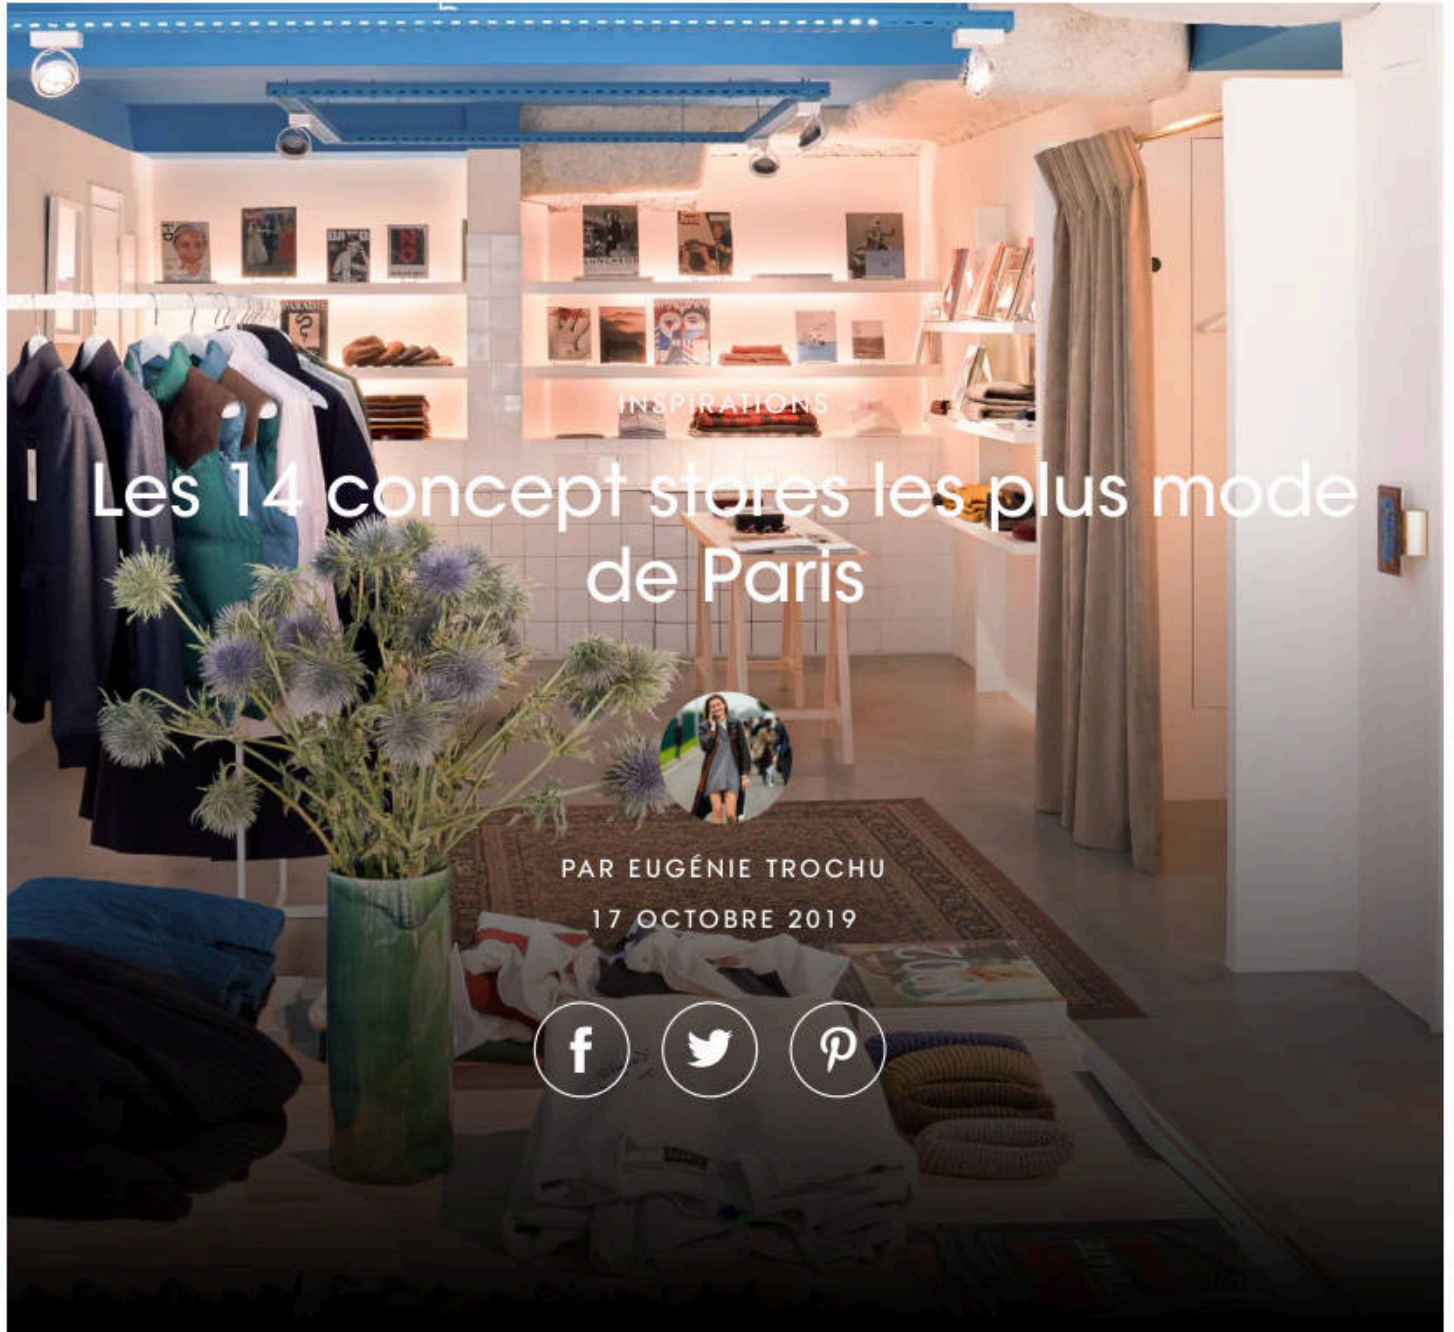 INSPIRATIONS
Les 14 concept stores les plus mode
de Paris
PAR EUGÉNIE TROCHU
17 OCTOBRE 2019